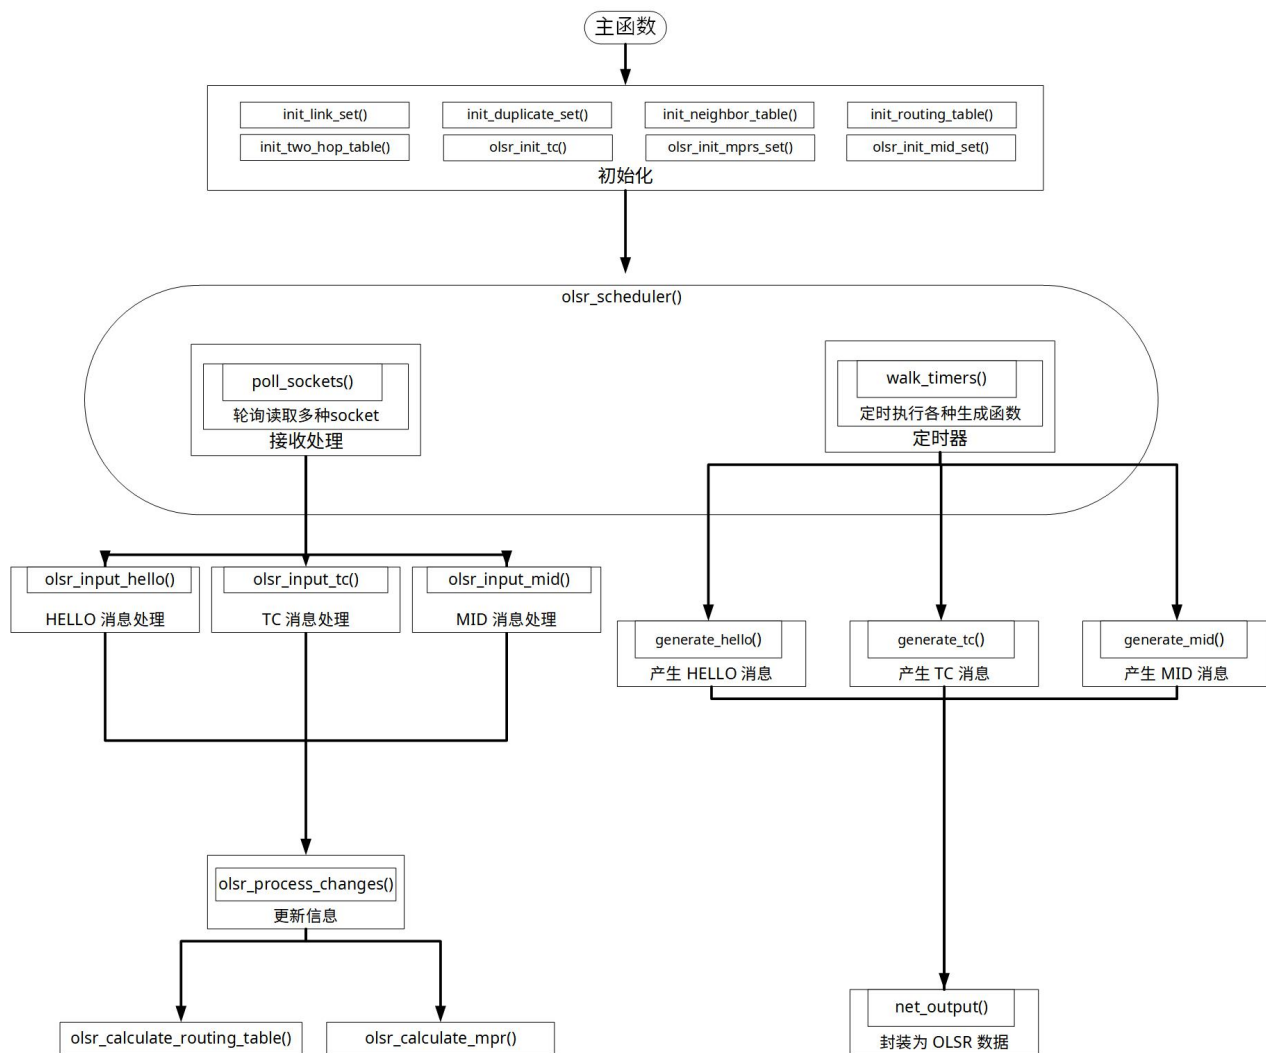 主函数
init_link_set()
init_duplicate_set()
init_neighbor_table()
init_routing_table()
init_two_hop_table()
olsr_init_tc()
olsr_init_mprs_set()
olsr_init_mid_set()
初始化
olsr_scheduler()
poll_sockets()
轮询读取多种socket
接收处理
walk_timers()
定时执行各种生成函数
定时器
olsr_input_hello()
HELLO 消息处理
olsr_input_tc()
TC 消息处理
olsr_input_mid()
MID 消息处理
generate_hello()
产生 HELLO 消息
generate_tc()
产生 TC 消息
generate_mid()
产生 MID 消息
olsr_process_changes()
更新信息
olsr_calculate_routing_table()
olsr_calculate_mpr()
net_output()
封装为 OLSR 数据